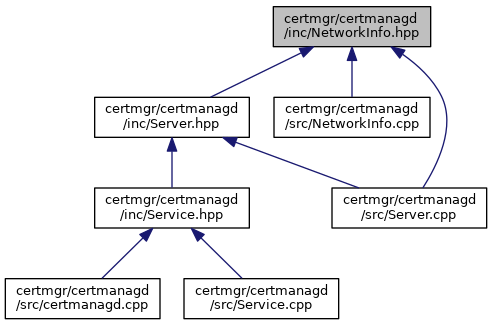 certmgr/certmanagd
/inc/NetworkInfo.hpp
certmgr/certmanagd
/inc/Server.hpp
certmgr/certmanagd
/src/NetworkInfo.cpp
certmgr/certmanagd
/inc/Service.hpp
certmgr/certmanagd
/src/Server.cpp
certmgr/certmanagd
/src/certmanagd.cpp
certmgr/certmanagd
/src/Service.cpp